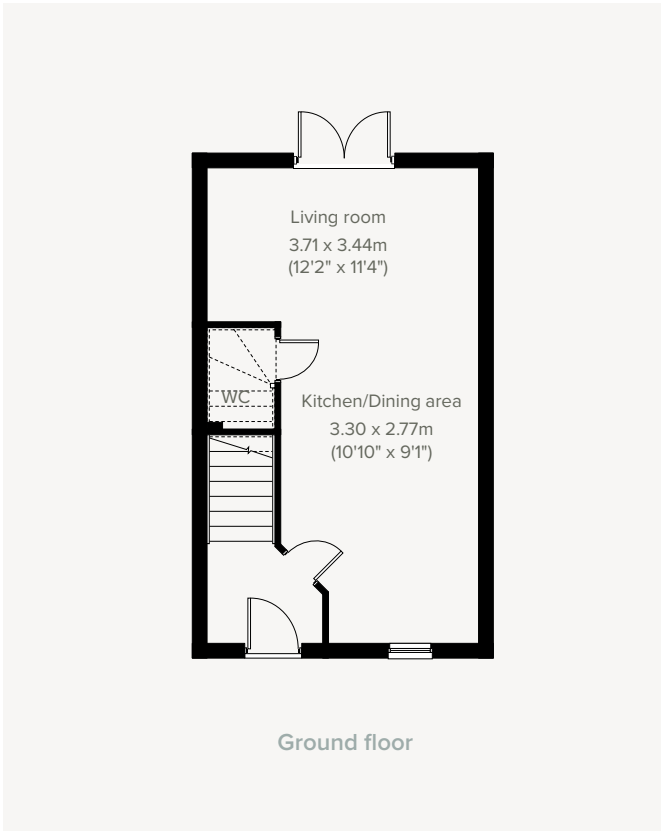 Living room
3.71 x 3.44m
(12'2" x 11'4")
WC
Kitchen/Dining area
3.30 x 2.77m
(10'10" x 9'1")
Ground floor